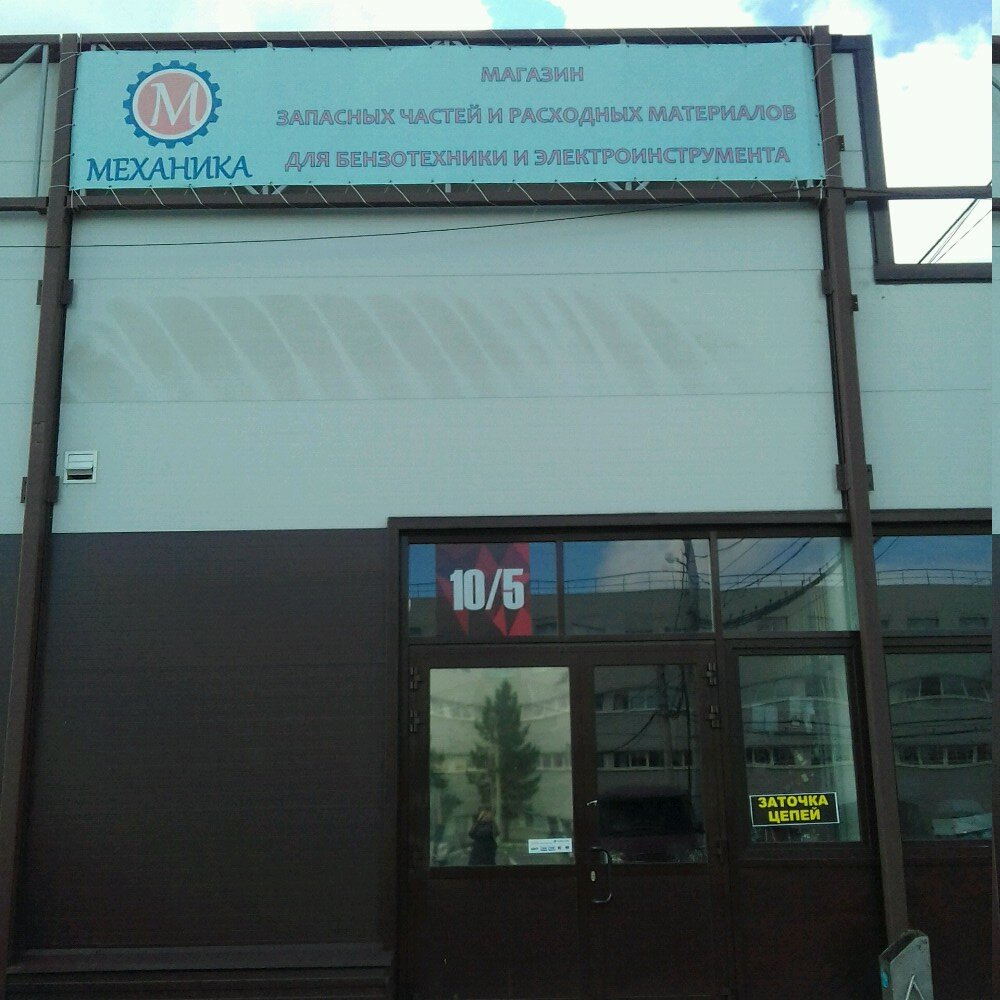 М
МЕХАНИКА
МАГАЗИН
ЗАПАСНЫХ ЧАСТЕЙ И РАСХОДНЫХ МАТЕРИАЛОВ
ДЛЯ БЕНЗОТЕХНИКИ И ЭЛЕКТРОИНСТРУМЕНТА
10/5
ЗАТОЧКА
ЦЕПЕЙ